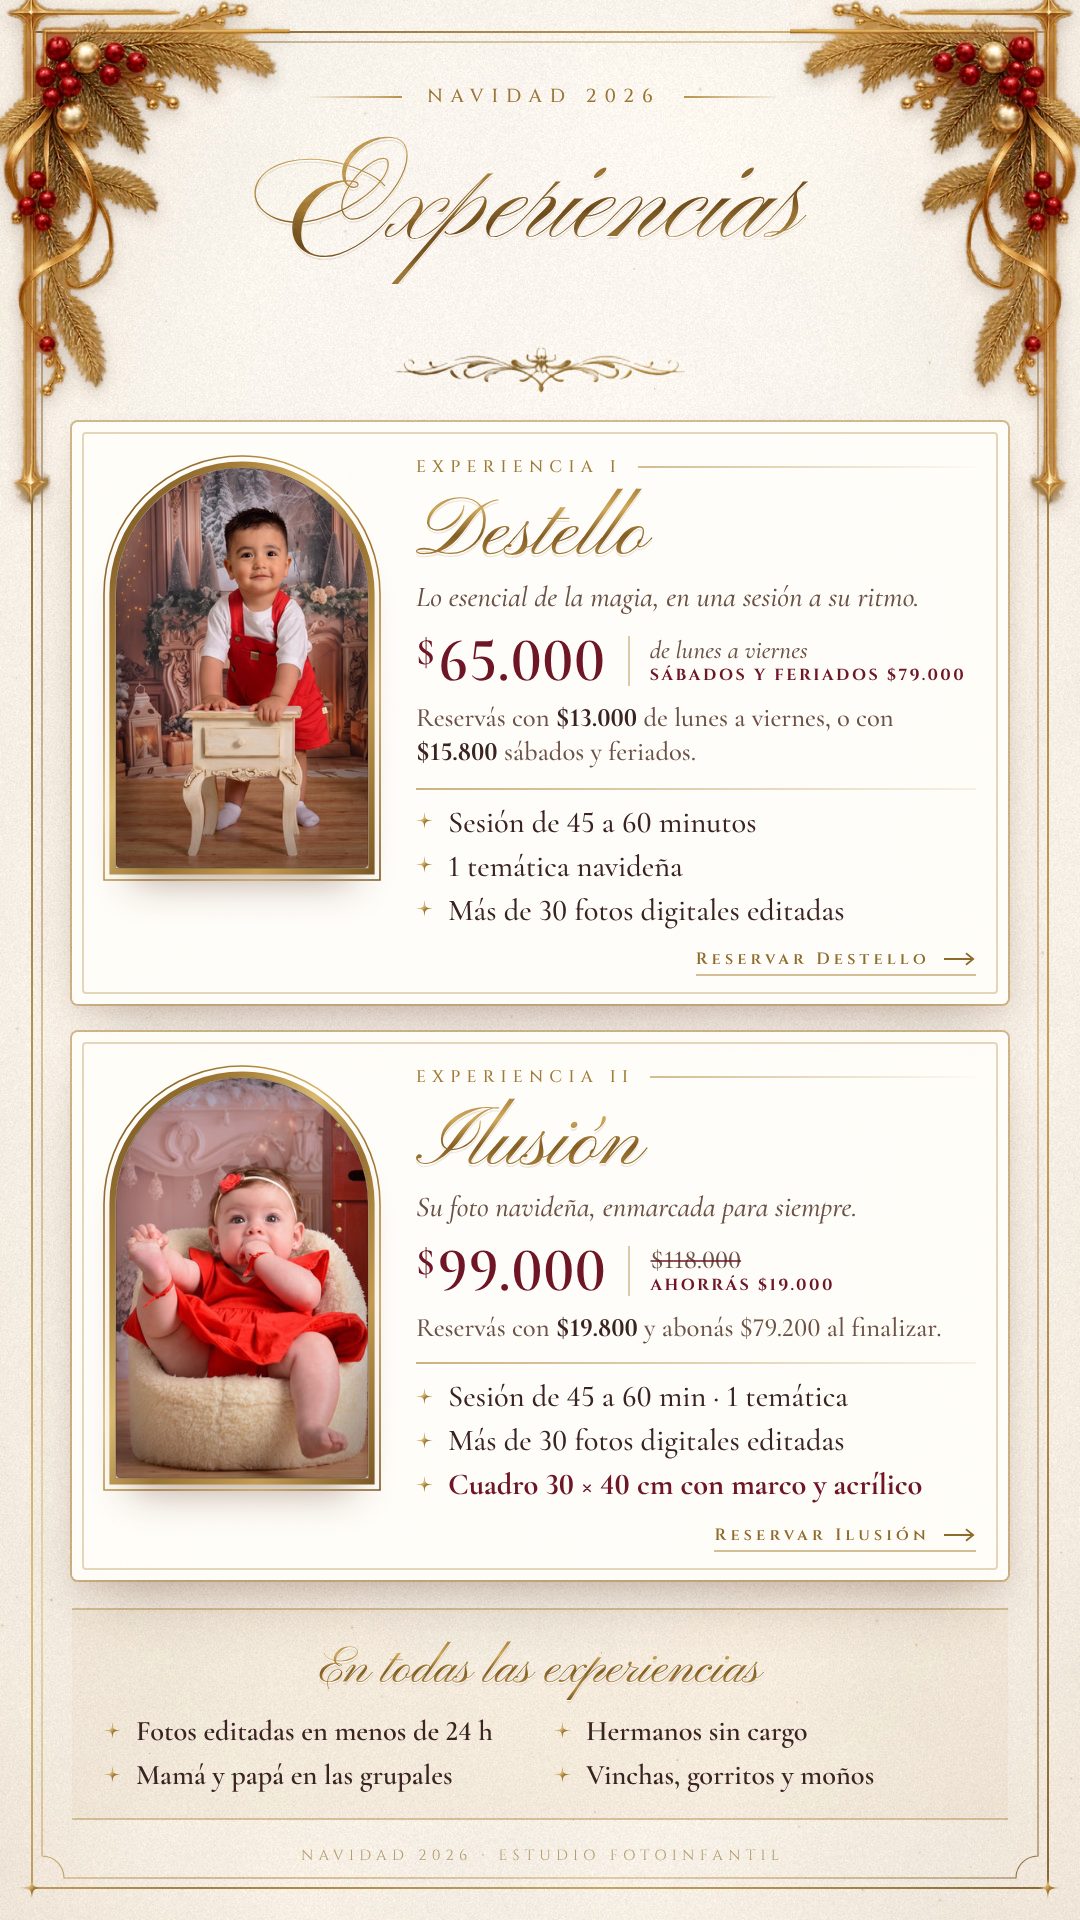 NAVIDAD 2026
Experiencias
EXPERIENCIA I
Destello
Lo esencial de la magia, en una sesión a su ritmo.
$65.000
de lunes a viernes
SÁBADOS Y FERIADOS $79.000
Reservás con $13.000 de lunes a viernes, o con
$15.800 sábados y feriados.
Sesión de 45 a 60 minutos
1 temática navideña
Más de 30 fotos digitales editadas
RESERVAR DESTELLO →
EXPERIENCIA II
Ilusión
Su foto navideña, enmarcada para siempre.
$99.000
$118.000
AHORRÁS $19.000
Reservás con $19.800 y abonás $79.200 al finalizar.
Sesión de 45 a 60 min · 1 temática
Más de 30 fotos digitales editadas
Cuadro 30 × 40 cm con marco y acrílico
RESERVAR ILUSIÓN →
En todas las experiencias
Fotos editadas en menos de 24 h
Hermanos sin cargo
Mamá y papá en las grupales
Vinchas, gorritos y moños
NAVIDAD 2026 · ESTUDIO FOTOINFANTIL